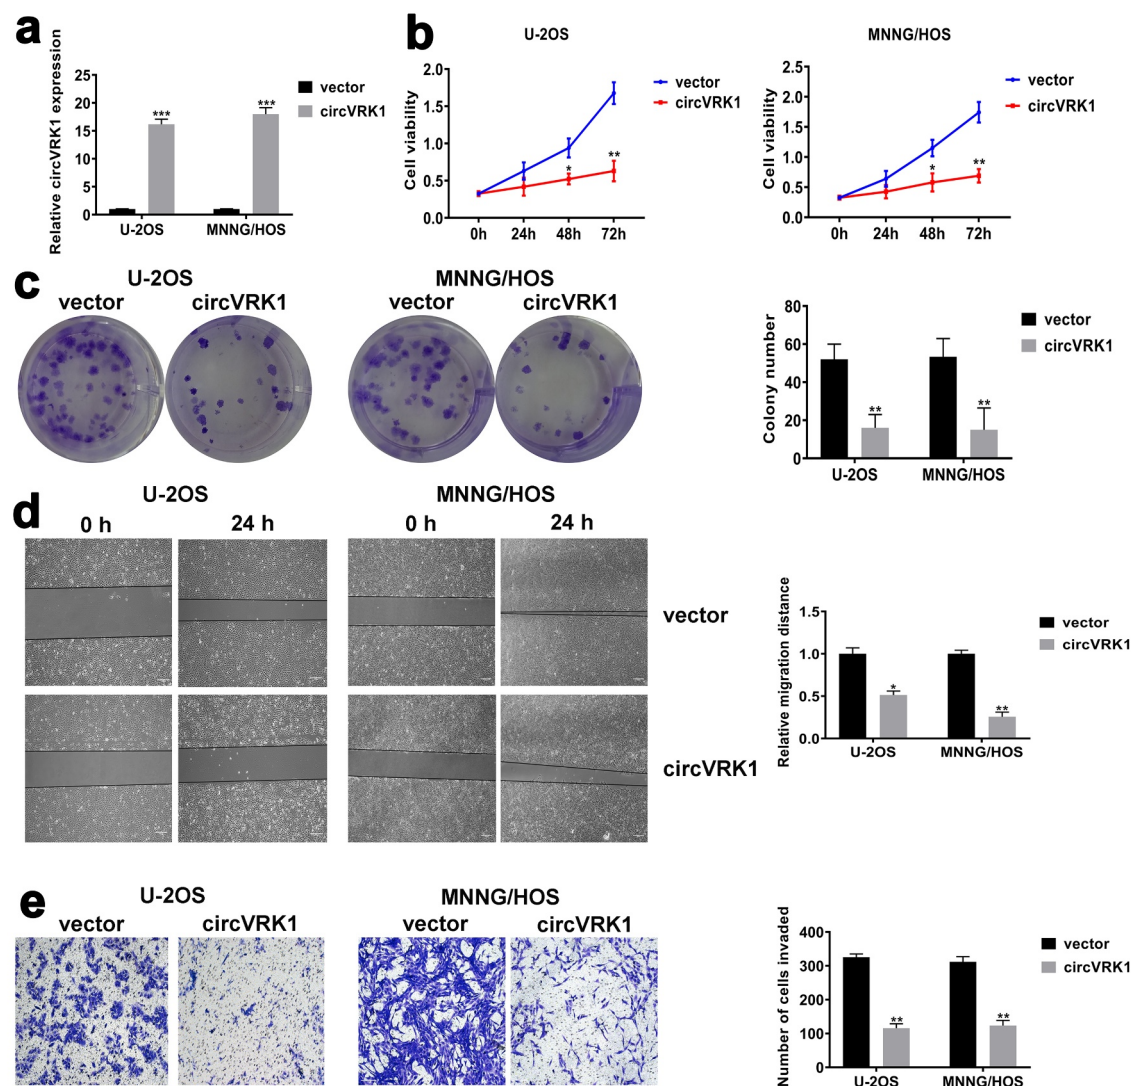 a
Relative circVRK1 expression
25
20
15
10
5
0
***
***
U-2OS
MNNG/HOS
vector
circVRK1
b
U-2OS
Cell viability
2.0
1.5
1.0
0.5
0.0
*
**
0h 24h 48h 72h
vector
circVRK1
MNNG/HOS
Cell viability
2.5
2.0
1.5
1.0
0.5
0.0
*
**
0h 24h 48h 72h
vector
circVRK1
c
U-2OS
vector circVRK1
MNNG/HOS
vector circVRK1
Colony number
80
60
40
20
0
**
**
U-2OS
MNNG/HOS
vector
circVRK1
d
U-2OS
0 h 24 h
MNNG/HOS
0 h 24 h
vector
circVRK1
Relative migration distance
1.5
1.0
0.5
0.0
*
**
U-2OS
MNNG/HOS
vector
circVRK1
e
U-2OS
vector circVRK1
MNNG/HOS
vector circVRK1
Number of cells invaded
400
300
200
100
0
**
**
U-2OS
MNNG/HOS
vector
circVRK1